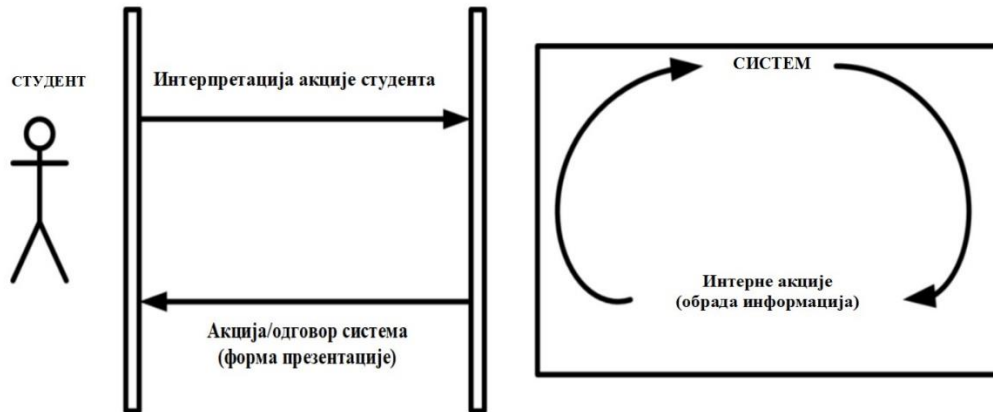 СТУДЕНТ
Интерпретација акције студента
Акција/одговор система
(форма презентације)
СИСТЕМ
Интерне акције
(обрада информација)